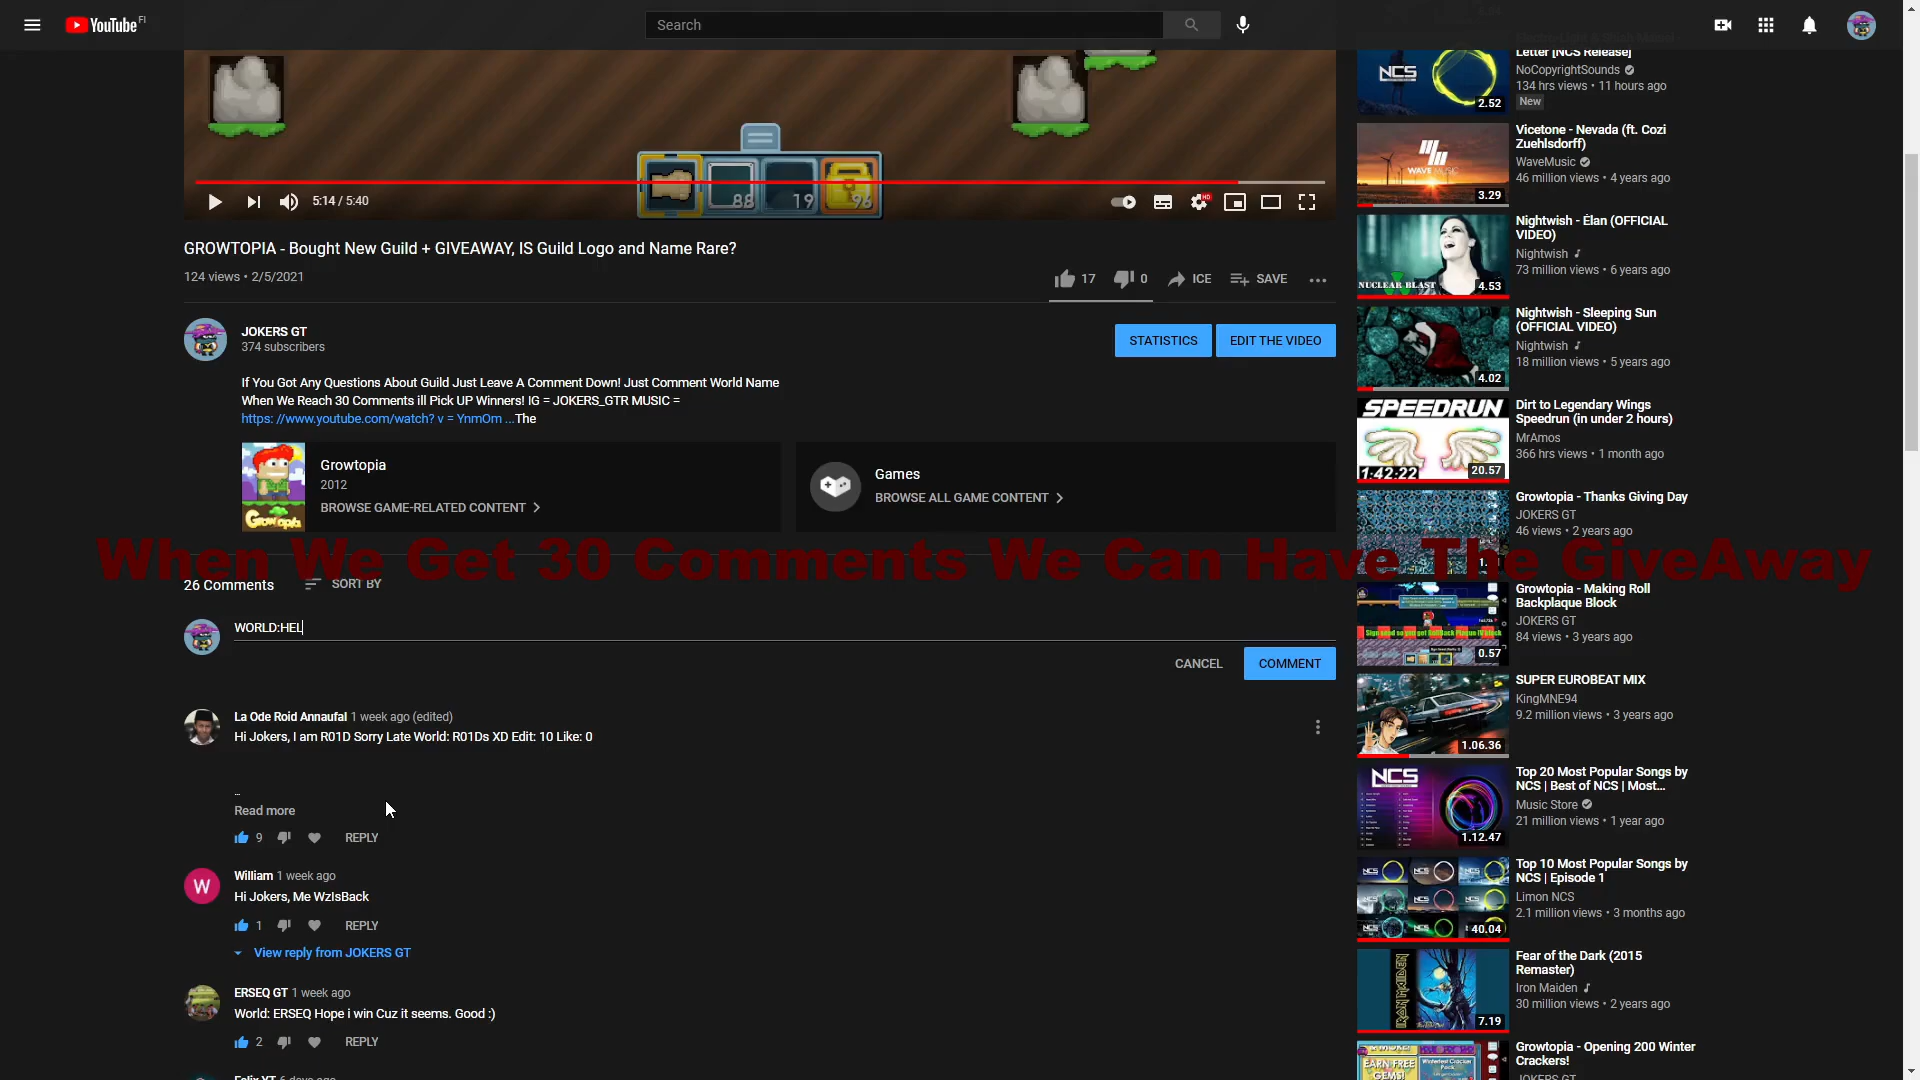 YouTube FI
Search
88 19 96
5:14 / 5:40
HD
GROWTOPIA - Bought New Guild + GIVEAWAY, IS Guild Logo and Name Rare?
124 views • 2/5/2021
17 0 ICE SAVE
JOKERS GT
374 subscribers
STATISTICS EDIT THE VIDEO
If You Got Any Questions About Guild Just Leave A Comment Down! Just Comment World Name
When We Reach 30 Comments ill Pick UP Winners! IG = JOKERS_GTR MUSIC =
https: //www.youtube.com/watch? v = YnmOm ...The
Growtopia
Growtopia
2012
BROWSE GAME-RELATED CONTENT
Games
BROWSE ALL GAME CONTENT
When We Get 30 Comments We Can Have The GiveAway
26 Comments SORT BY
WORLD:HEL
CANCEL COMMENT
La Ode Roid Annaufal 1 week ago (edited)
Hi Jokers, I am R01D Sorry Late World: R01Ds XD Edit: 10 Like: 0
..
Read more
9 REPLY
W
William 1 week ago
Hi Jokers, Me WzIsBack
1 REPLY
View reply from JOKERS GT
ERSEQ GT 1 week ago
World: ERSEQ Hope i win Cuz it seems. Good :)
2 REPLY
Felix YT 6 days ago
NCS
2.52
Letter [NCS Release]
NoCopyrightSounds
134 hrs views • 11 hours ago
New
WAVE MUSIC
3.29
Vicetone - Nevada (ft. Cozi
Zuehlsdorff)
WaveMusic
46 million views • 4 years ago
NUCLEAR BLAST
4.53
Nightwish - Élan (OFFICIAL
VIDEO)
Nightwish
73 million views • 6 years ago
4.02
Nightwish - Sleeping Sun
(OFFICIAL VIDEO)
Nightwish
18 million views • 5 years ago
SPEEDRUN
1:42:22
20.57
Dirt to Legendary Wings
Speedrun (in under 2 hours)
MrAmos
366 hrs views • 1 month ago
Growtopia - Thanks Giving Day
JOKERS GT
46 views • 2 years ago
0.57
Growtopia - Making Roll
Backplaque Block
JOKERS GT
84 views • 3 years ago
1.06.36
SUPER EUROBEAT MIX
KingMNE94
9.2 million views • 3 years ago
NCS
1.12.47
Top 20 Most Popular Songs by
NCS | Best of NCS | Most...
Music Store
21 million views • 1 year ago
40.04
Top 10 Most Popular Songs by
NCS | Episode 1
Limon NCS
2.1 million views • 3 months ago
IRON MAIDEN
7.19
Fear of the Dark (2015
Remaster)
Iron Maiden
30 million views • 2 years ago
EARN FREE
GEMS!
Growtopia - Opening 200 Winter
Crackers!
JOKERS GT